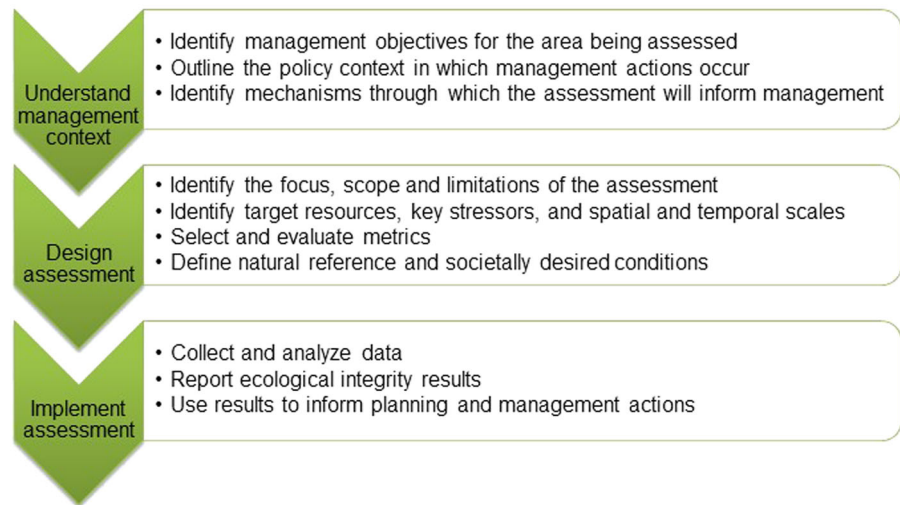 Understand
management
context
• Identify management objectives for the area being assessed
• Outline the policy context in which management actions occur
• Identify mechanisms through which the assessment will inform management
Design
assessment
• Identify the focus, scope and limitations of the assessment
• Identify target resources, key stressors, and spatial and temporal scales
• Select and evaluate metrics
• Define natural reference and societally desired conditions
Implement
assessment
• Collect and analyze data
• Report ecological integrity results
• Use results to inform planning and management actions